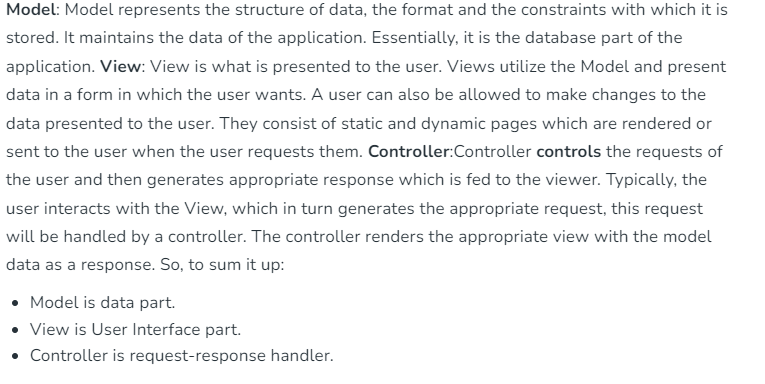 Model: Model represents the structure of data, the format and the constraints with which it is
stored. It maintains the data of the application. Essentially, it is the database part of the
application. View: View is what is presented to the user. Views utilize the Model and present
data in a form in which the user wants. A user can also be allowed to make changes to the
data presented to the user. They consist of static and dynamic pages which are rendered or
sent to the user when the user requests them. Controller:Controller controls the requests of
the user and then generates appropriate response which is fed to the viewer. Typically, the
user interacts with the View, which in turn generates the appropriate request, this request
will be handled by a controller. The controller renders the appropriate view with the model
data as a response. So, to sum it up:
• Model is data part.
• View is User Interface part.
• Controller is request-response handler.